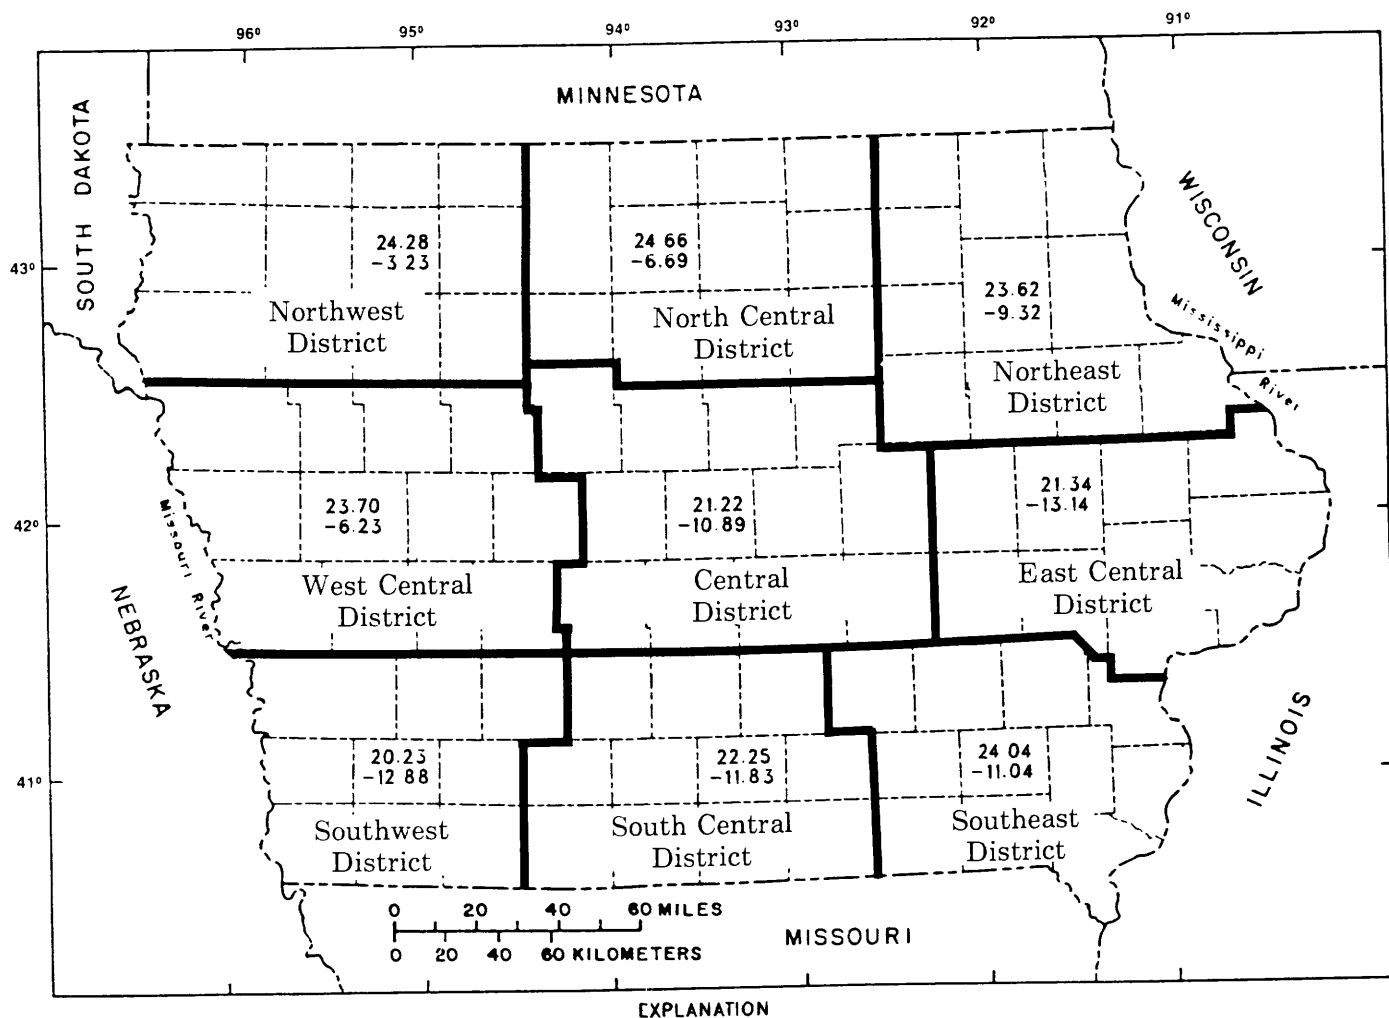 96° 95° 94° 93° 92° 91°
MINNESOTA
SOUTH DAKOTA
WISCONSIN
43°
24.28
-3 23
Northwest
District
24 66
-6.69
North Central
District
23.62
-9.32
Northeast
District
Mississippi
River
42°
Missouri River
23.70
-6.23
West Central
District
21.22
-10.89
Central
District
21.34
-13.14
East Central
District
NEBRASKA
ILLINOIS
41°
20.23
-12 88
Southwest
District
22.25
-11.83
South Central
District
24 04
-11.04
Southeast
District
0 20 40 60 MILES
0 20 40 60 KILOMETERS
MISSOURI
EXPLANATION